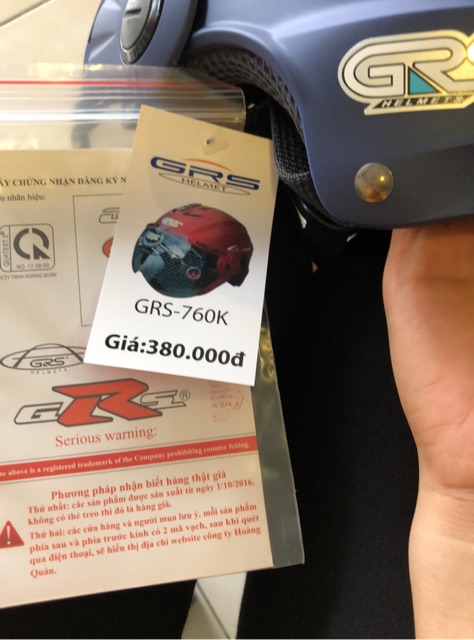 GRS
HELMETS
GRS
HELMET
GRS-760K
Giá:380.000đ
ẤY CHỨNG NHẬN ĐĂNG KÝ N
u nhãn hiệu:
QUATEST 3
NO. 17 08-03
CTY TNHH HOÀNG QUÂN
GRS
HELMETS
GRS®
Serious warning:
he above is a registered trademark of the Company prohibiting counter feiting.
Phương pháp nhận biết hàng thật giả
Thứ nhất: các sản phẩm được sản xuất từ ngày 1/10/2016,
không có thẻ treo thì đó là hàng giả.
Thứ hai: các cửa hàng và người mua lưu ý, mỗi sản phẩm
phía sau và phía trước kính có 2 mã vạch, sau khi quét
qua điện thoại, sẽ hiển thị địa chỉ website công ty Hoàng
Quân.